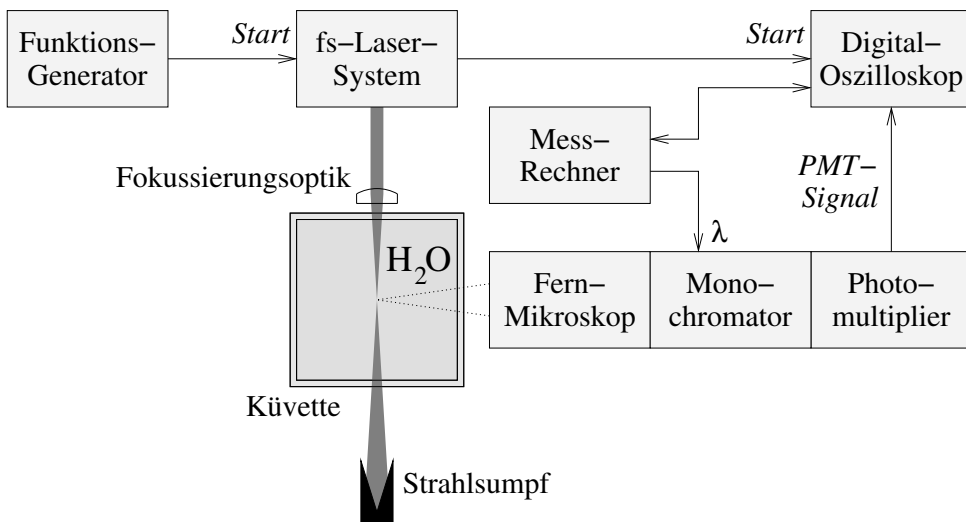 Funktions−
Generator
Start
fs−Laser−
System
Start
Digital−
Oszilloskop
Mess−
Rechner
PMT−
Signal
Fokussierungsoptik
λ
H₂O
Fern−
Mikroskop
Mono−
chromator
Photo−
multiplier
Küvette
Strahlsumpf